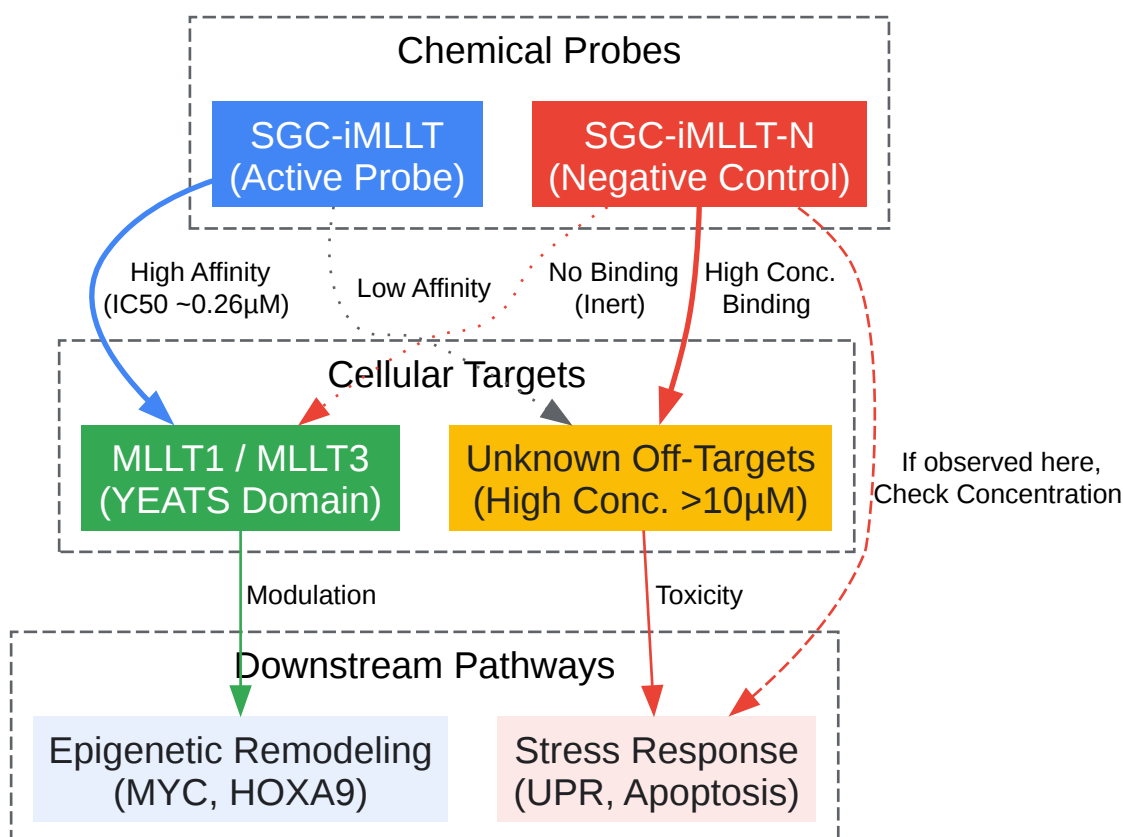 Chemical Probes
SGC-iMLLT
(Active Probe)
SGC-iMLLT-N
(Negative Control)
High Affinity
(IC50 ~0.26µM)
Low Affinity
No Binding
(Inert)
High Conc.
Binding
Cellular Targets
MLLT1 / MLLT3
(YEATS Domain)
Unknown Off-Targets
(High Conc. >10µM)
If observed here,
Check Concentration
Modulation
Toxicity
Downstream Pathways
Epigenetic Remodeling
(MYC, HOXA9)
Stress Response
(UPR, Apoptosis)